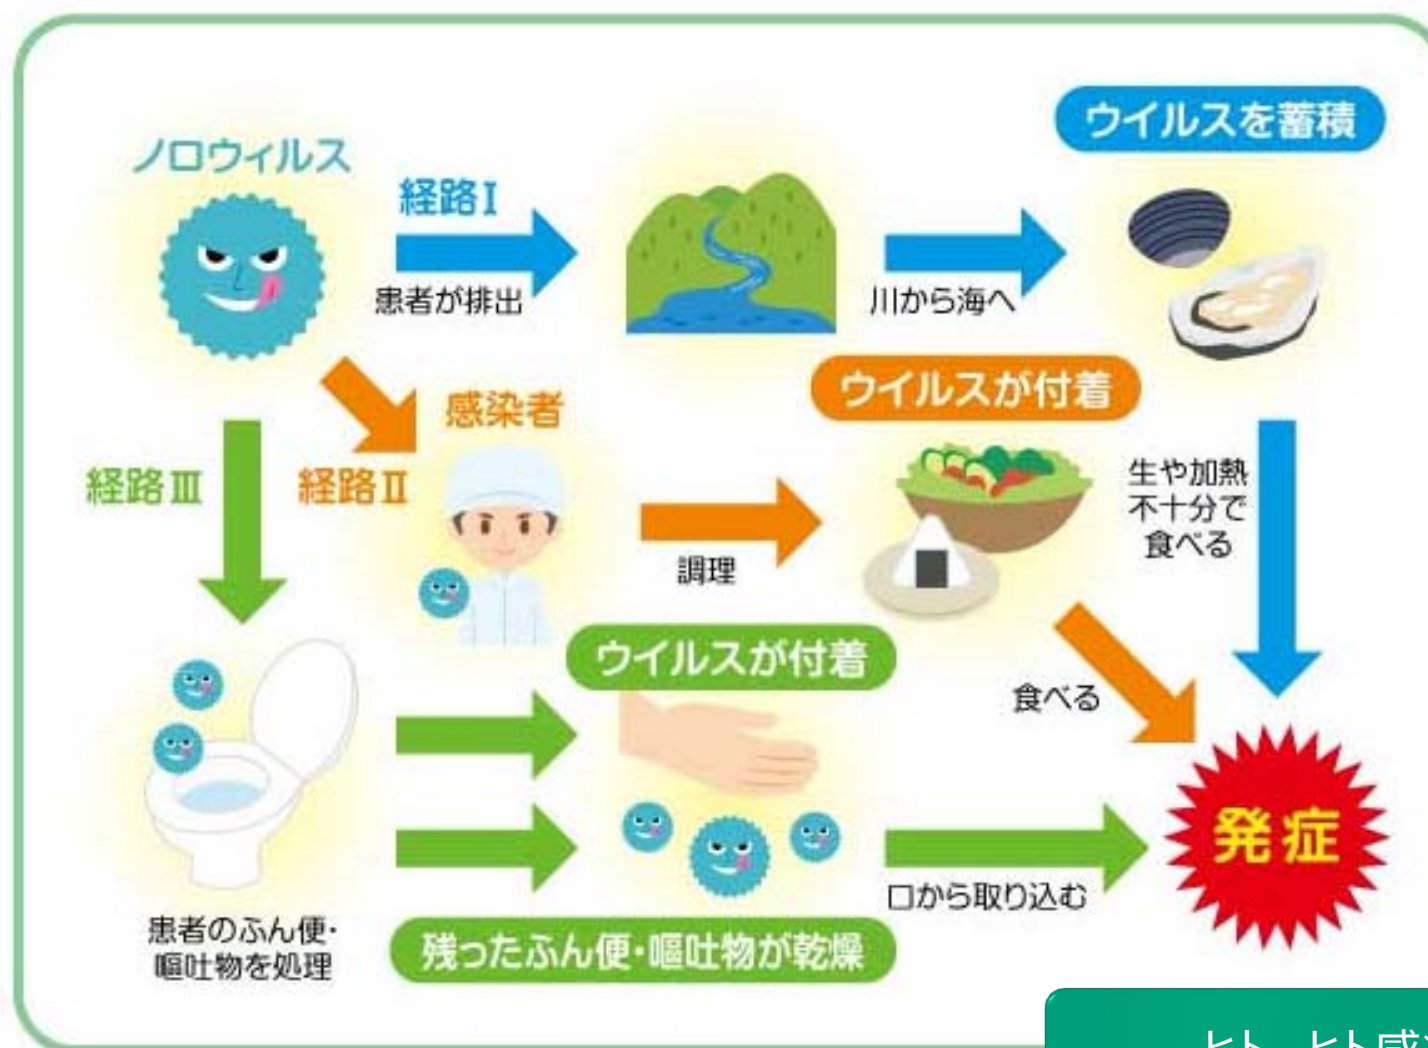 ノロウィルス
経路Ⅰ
患者が排出
川から海へ
ウイルスを蓄積
生や加熱
不十分で
食べる
経路Ⅱ
感染者
調理
ウイルスが付着
食べる
経路Ⅲ
患者のふん便・
嘔吐物を処理
ウイルスが付着
残ったふん便・嘔吐物が乾燥
口から取り込む
発症